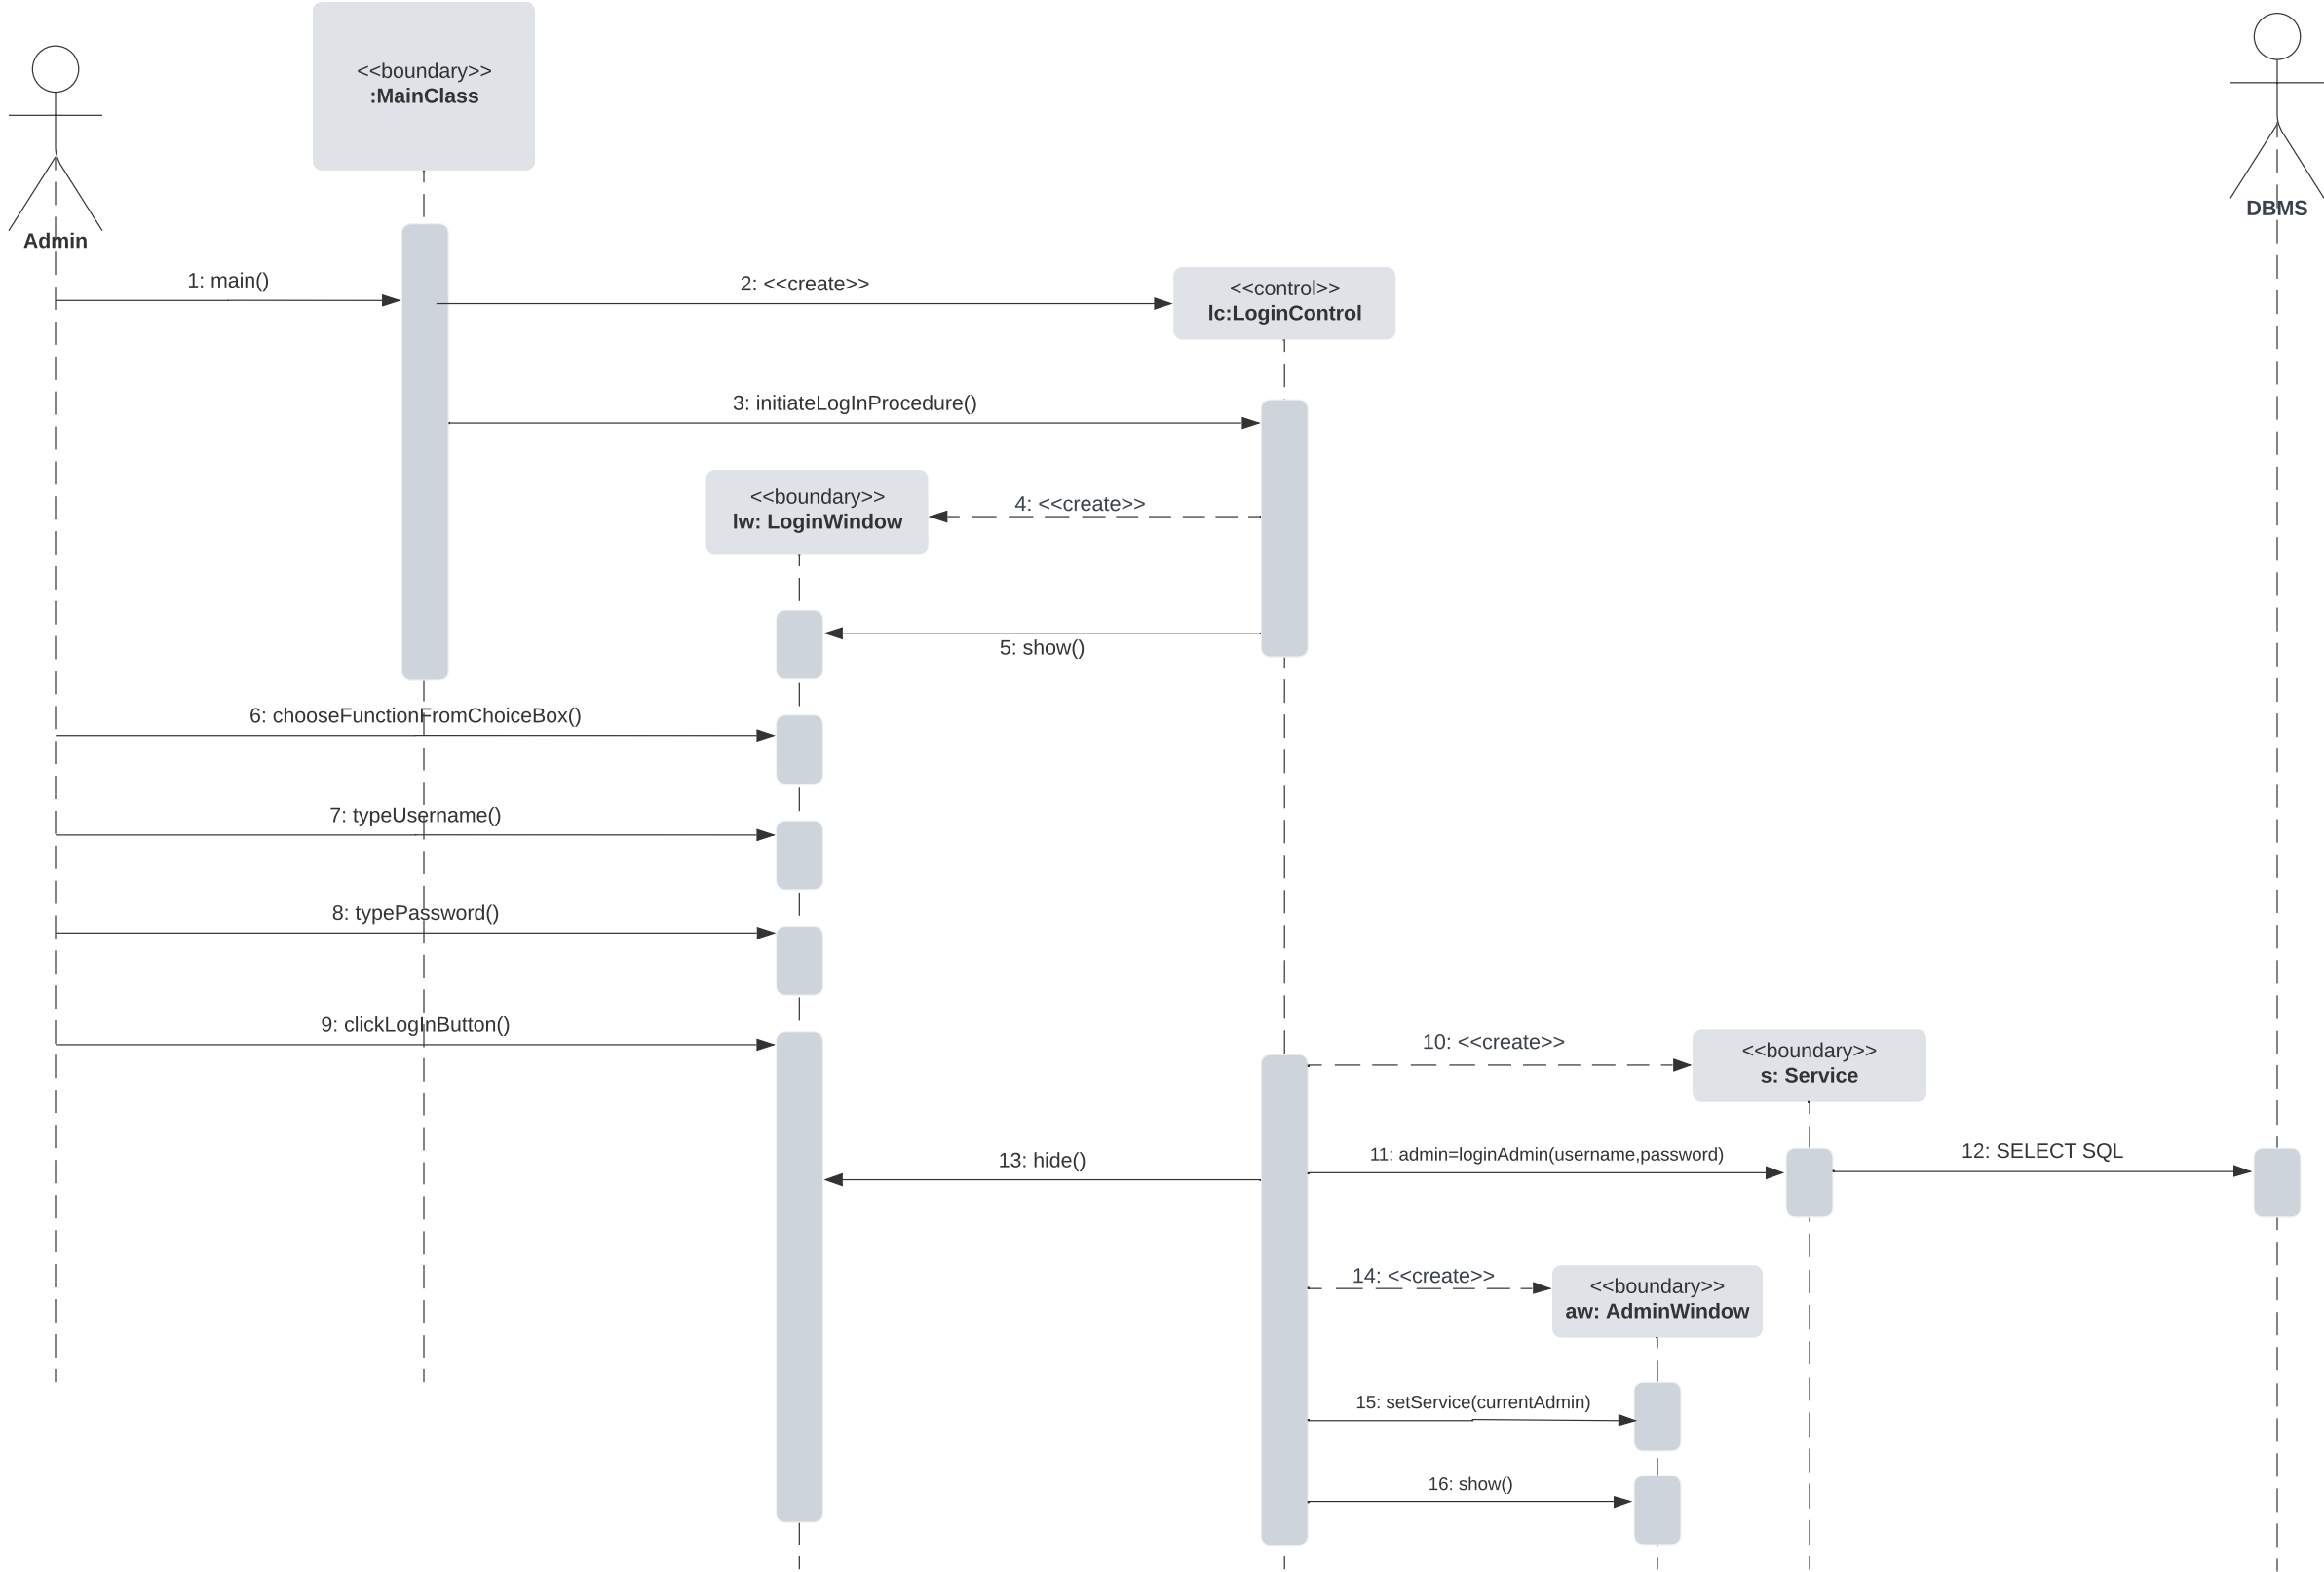 <<boundary>>
:MainClass
Admin
DBMS
1: main()
2: <<create>>
<<control>>
lc:LoginControl
3: initiateLogInProcedure()
<<boundary>>
lw: LoginWindow
4: <<create>>
5: show()
6: chooseFunctionFromChoiceBox()
7: typeUsername()
8: typePassword()
9: clickLogInButton()
10: <<create>>
<<boundary>>
s: Service
11: admin=loginAdmin(username,password)
12: SELECT SQL
13: hide()
14: <<create>>
<<boundary>>
aw: AdminWindow
15: setService(currentAdmin)
16: show()